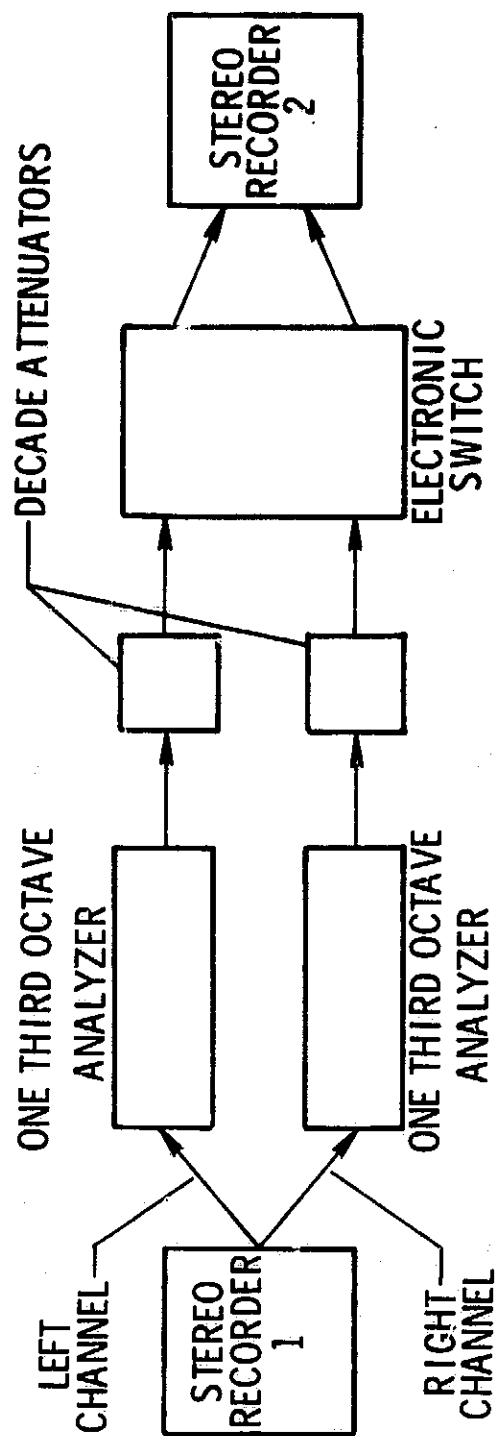 LEFT
CHANNEL
STEREO
RECORDER
1
RIGHT
CHANNEL
ONE THIRD OCTAVE
ANALYZER
ONE THIRD OCTAVE
ANALYZER
DECADE ATTENUATORS
ELECTRONIC
SWITCH
STEREO
RECORDER
2